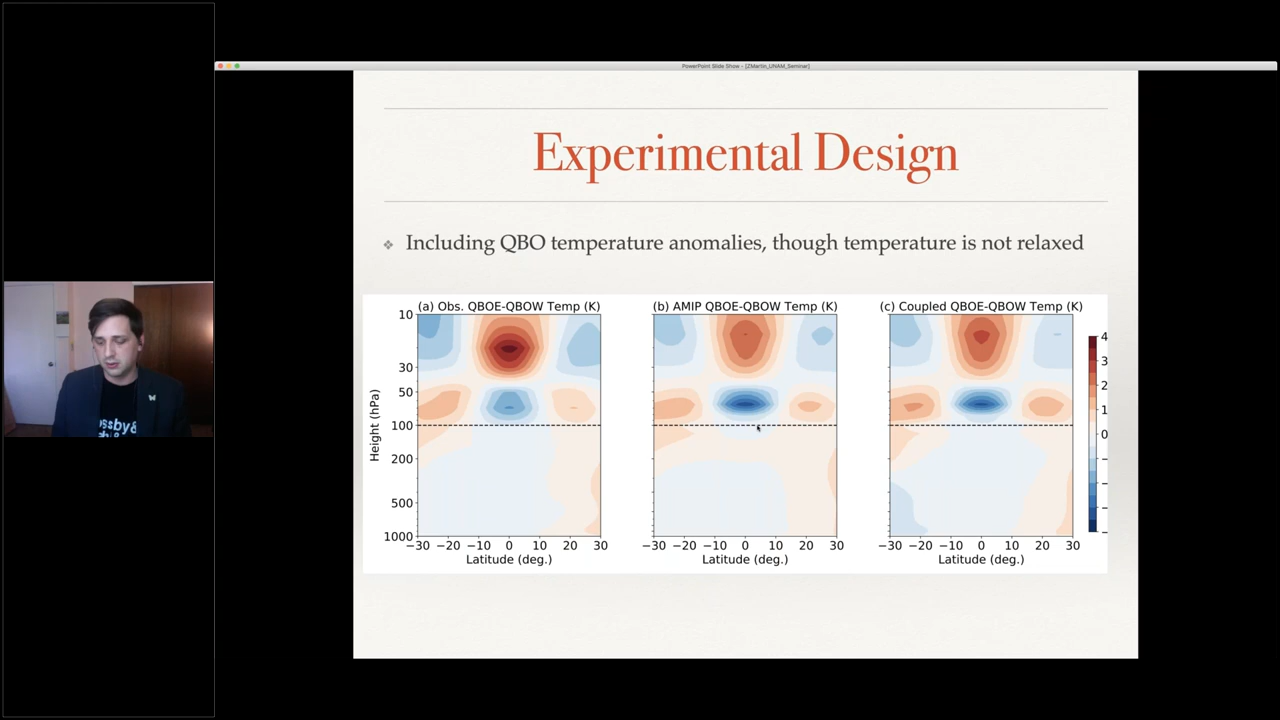 PowerPoint Slide Show - [ZMartin_UNAM_Seminar]
Experimental Design
❖ Including QBO temperature anomalies, though temperature is not relaxed
(a) Obs. QBOE-QBOW Temp (K) (b) AMIP QBOE-QBOW Temp (K) (c) Coupled QBOE-QBOW Temp (K)
10
30
50
100
200
500
1000
Height (hPa)
−30 −20 −10 0 10 20 30 −30 −20 −10 0 10 20 30 −30 −20 −10 0 10 20 30
Latitude (deg.) Latitude (deg.) Latitude (deg.)
4
3
2
1
0
−
−
−
−